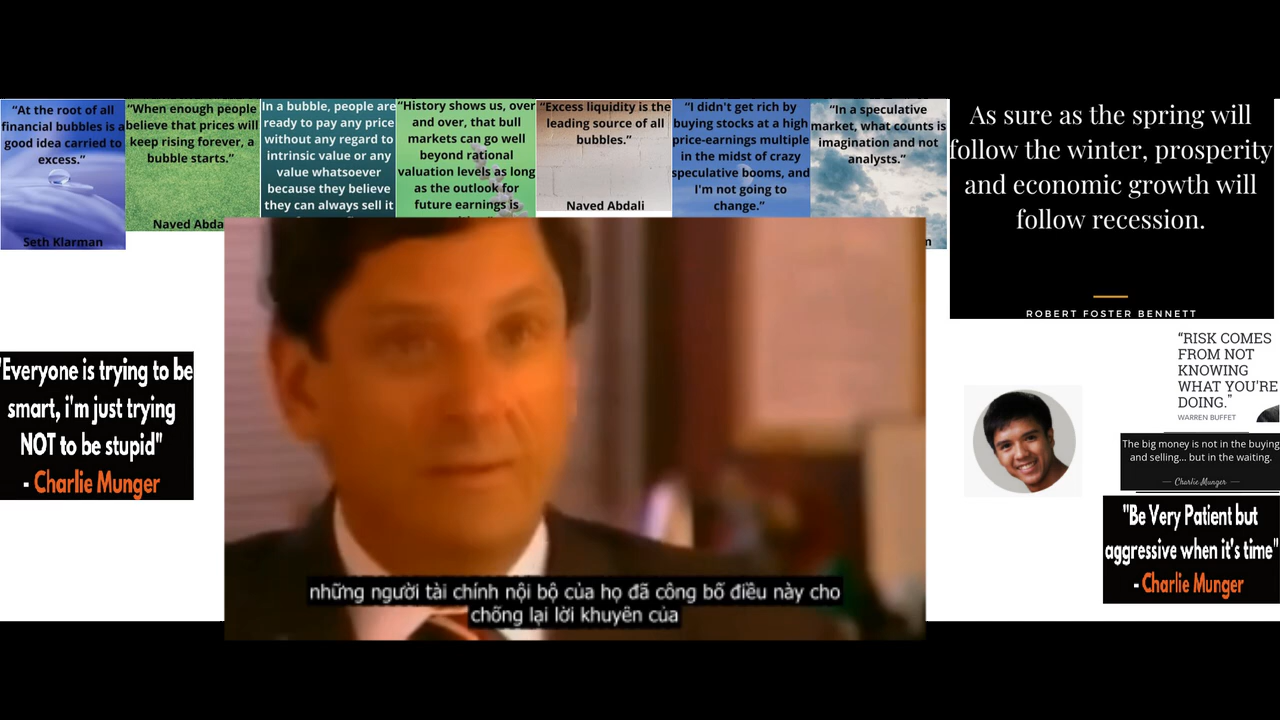 “At the root of all
financial bubbles is a
good idea carried to
excess.”
Seth Klarman
“When enough people
believe that prices will
keep rising forever, a
bubble starts.”
Naved Abda
In a bubble, people are
ready to pay any price
without any regard to
intrinsic value or any
value whatsoever
because they believe
they can always sell it
“History shows us, over
and over, that bull
markets can go well
beyond rational
valuation levels as long
as the outlook for
future earnings is
“Excess liquidity is the
leading source of all
bubbles.”
Naved Abdali
“I didn't get rich by
buying stocks at a high
price-earnings multiple
in the midst of crazy
speculative booms, and
I'm not going to
change.”
“In a speculative
market, what counts is
imagination and not
analysts.”
As sure as the spring will
follow the winter, prosperity
and economic growth will
follow recession.
ROBERT FOSTER BENNETT
"Everyone is trying to be
smart, i'm just trying
NOT to be stupid"
- Charlie Munger
“RISK COMES
FROM NOT
KNOWING
WHAT YOU'RE
DOING.”
WARREN BUFFET
The big money is not in the buying
and selling... but in the waiting.
— Charlie Munger —
"Be Very Patient but
aggressive when it's time"
- Charlie Munger
những người tài chính nội bộ của họ đã công bố điều này cho
chống lại lời khuyên của